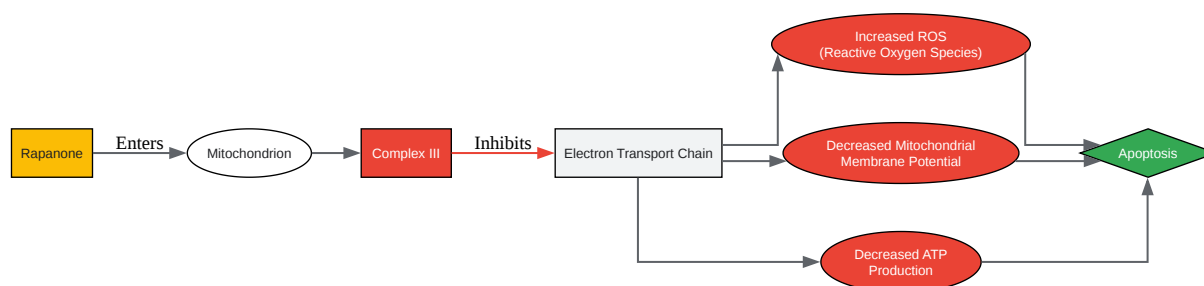 Increased ROS
(Reactive Oxygen Species)
Rapanone
Enters
Mitochondrion
Complex III
Inhibits
Electron Transport Chain
Decreased Mitochondrial
Membrane Potential
Apoptosis
Decreased ATP
Production